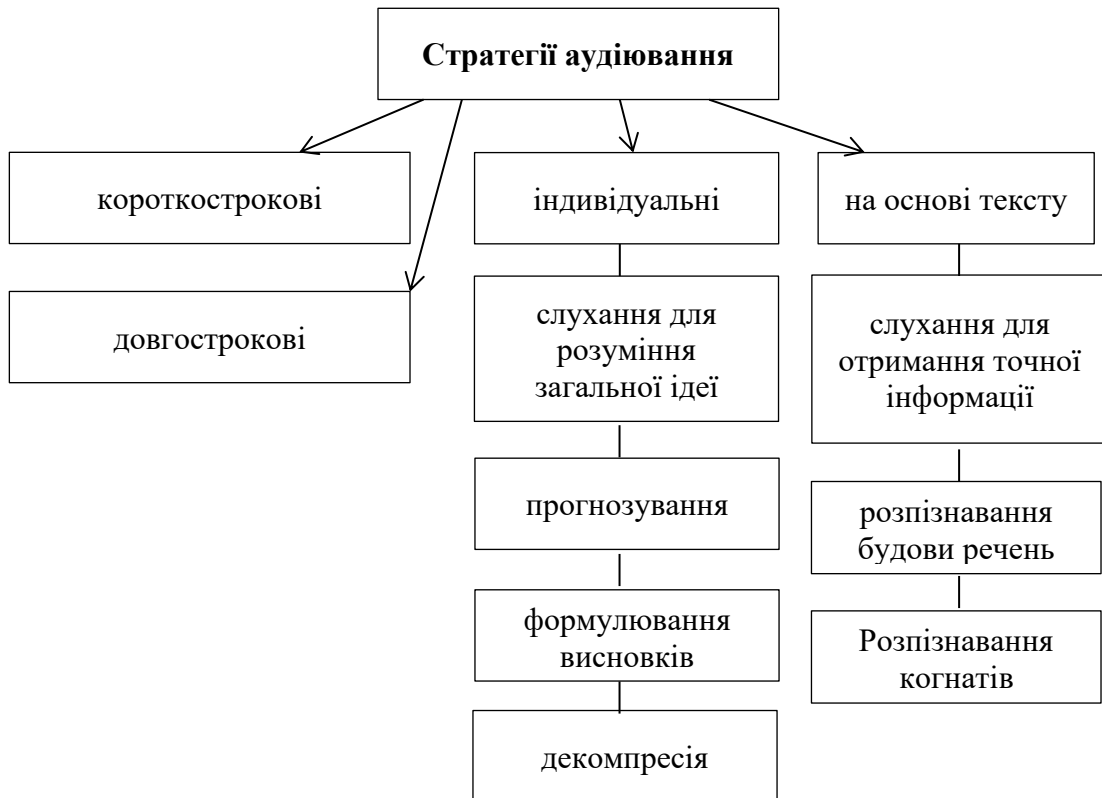 Стратегії аудіювання
короткострокові
довгострокові
індивідуальні
слухання для
розуміння
загальної ідеї
прогнозування
формулювання
висновків
декомпресія
на основі тексту
слухання для
отримання точної
інформації
розпізнавання
будови речень
Розпізнавання
когнатів